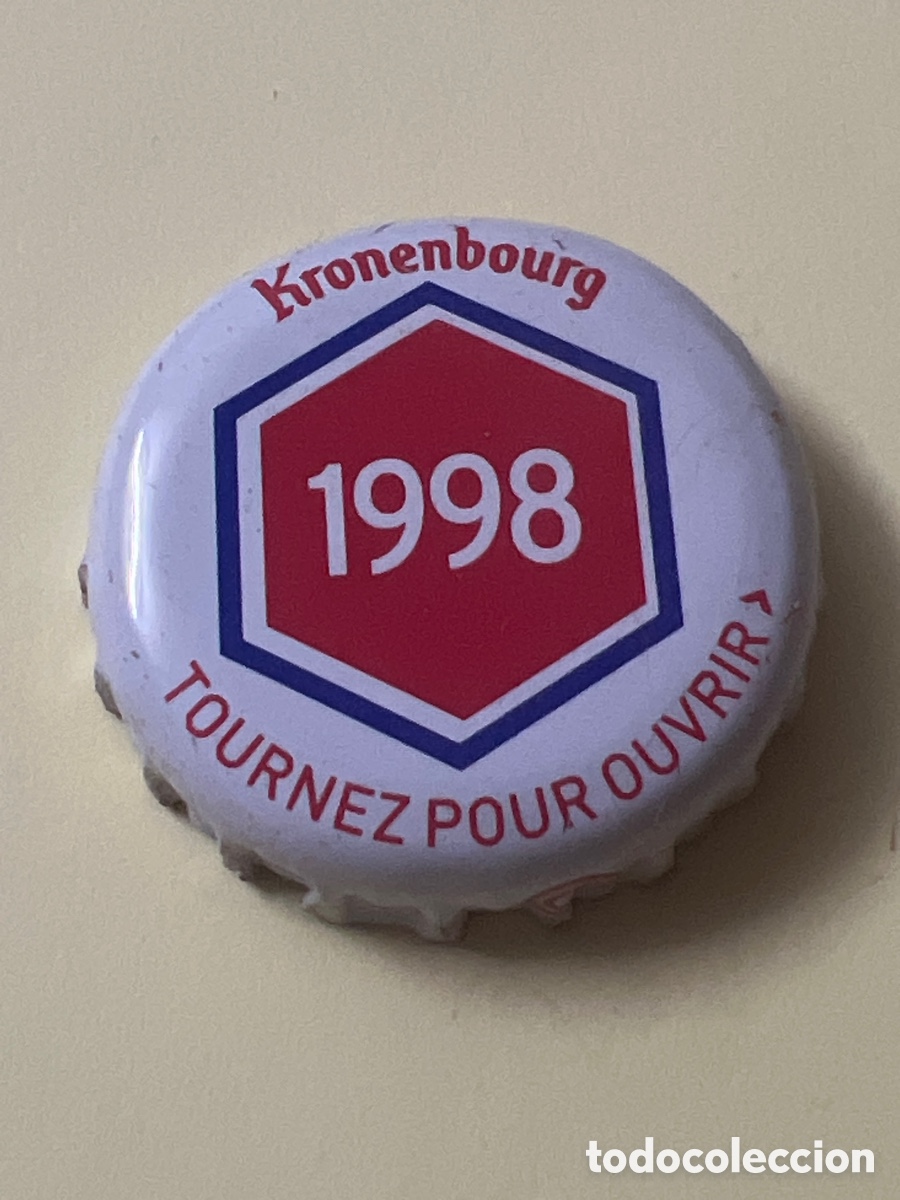 Kronenbourg
1998
TOURNEZ POUR OUVRIR >
todocoleccion